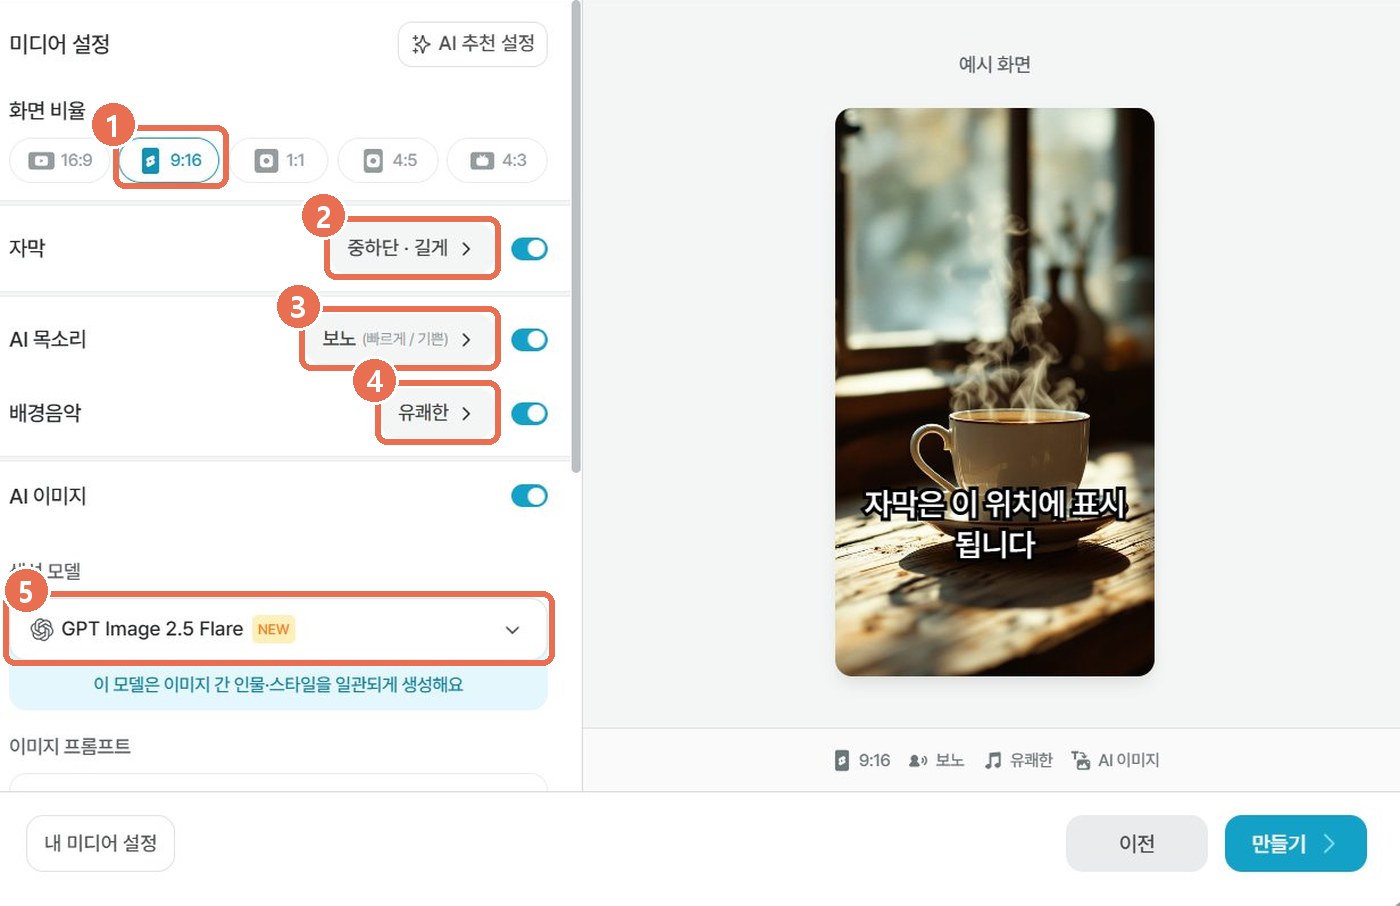 미디어 설정
AI 추천 설정
화면 비율
1
16:9
9:16
1:1
4:5
4:3
2
자막
중하단 · 길게
3
AI 목소리
보노 (빠르게 / 기쁜)
4
배경음악
유쾌한
AI 이미지
모델
5
GPT Image 2.5 Flare NEW
이 모델은 이미지 간 인물·스타일을 일관되게 생성해요
이미지 프롬프트
내 미디어 설정
예시 화면
자막은 이 위치에 표시
됩니다
9:16 보노 유쾌한 AI 이미지
이전
만들기